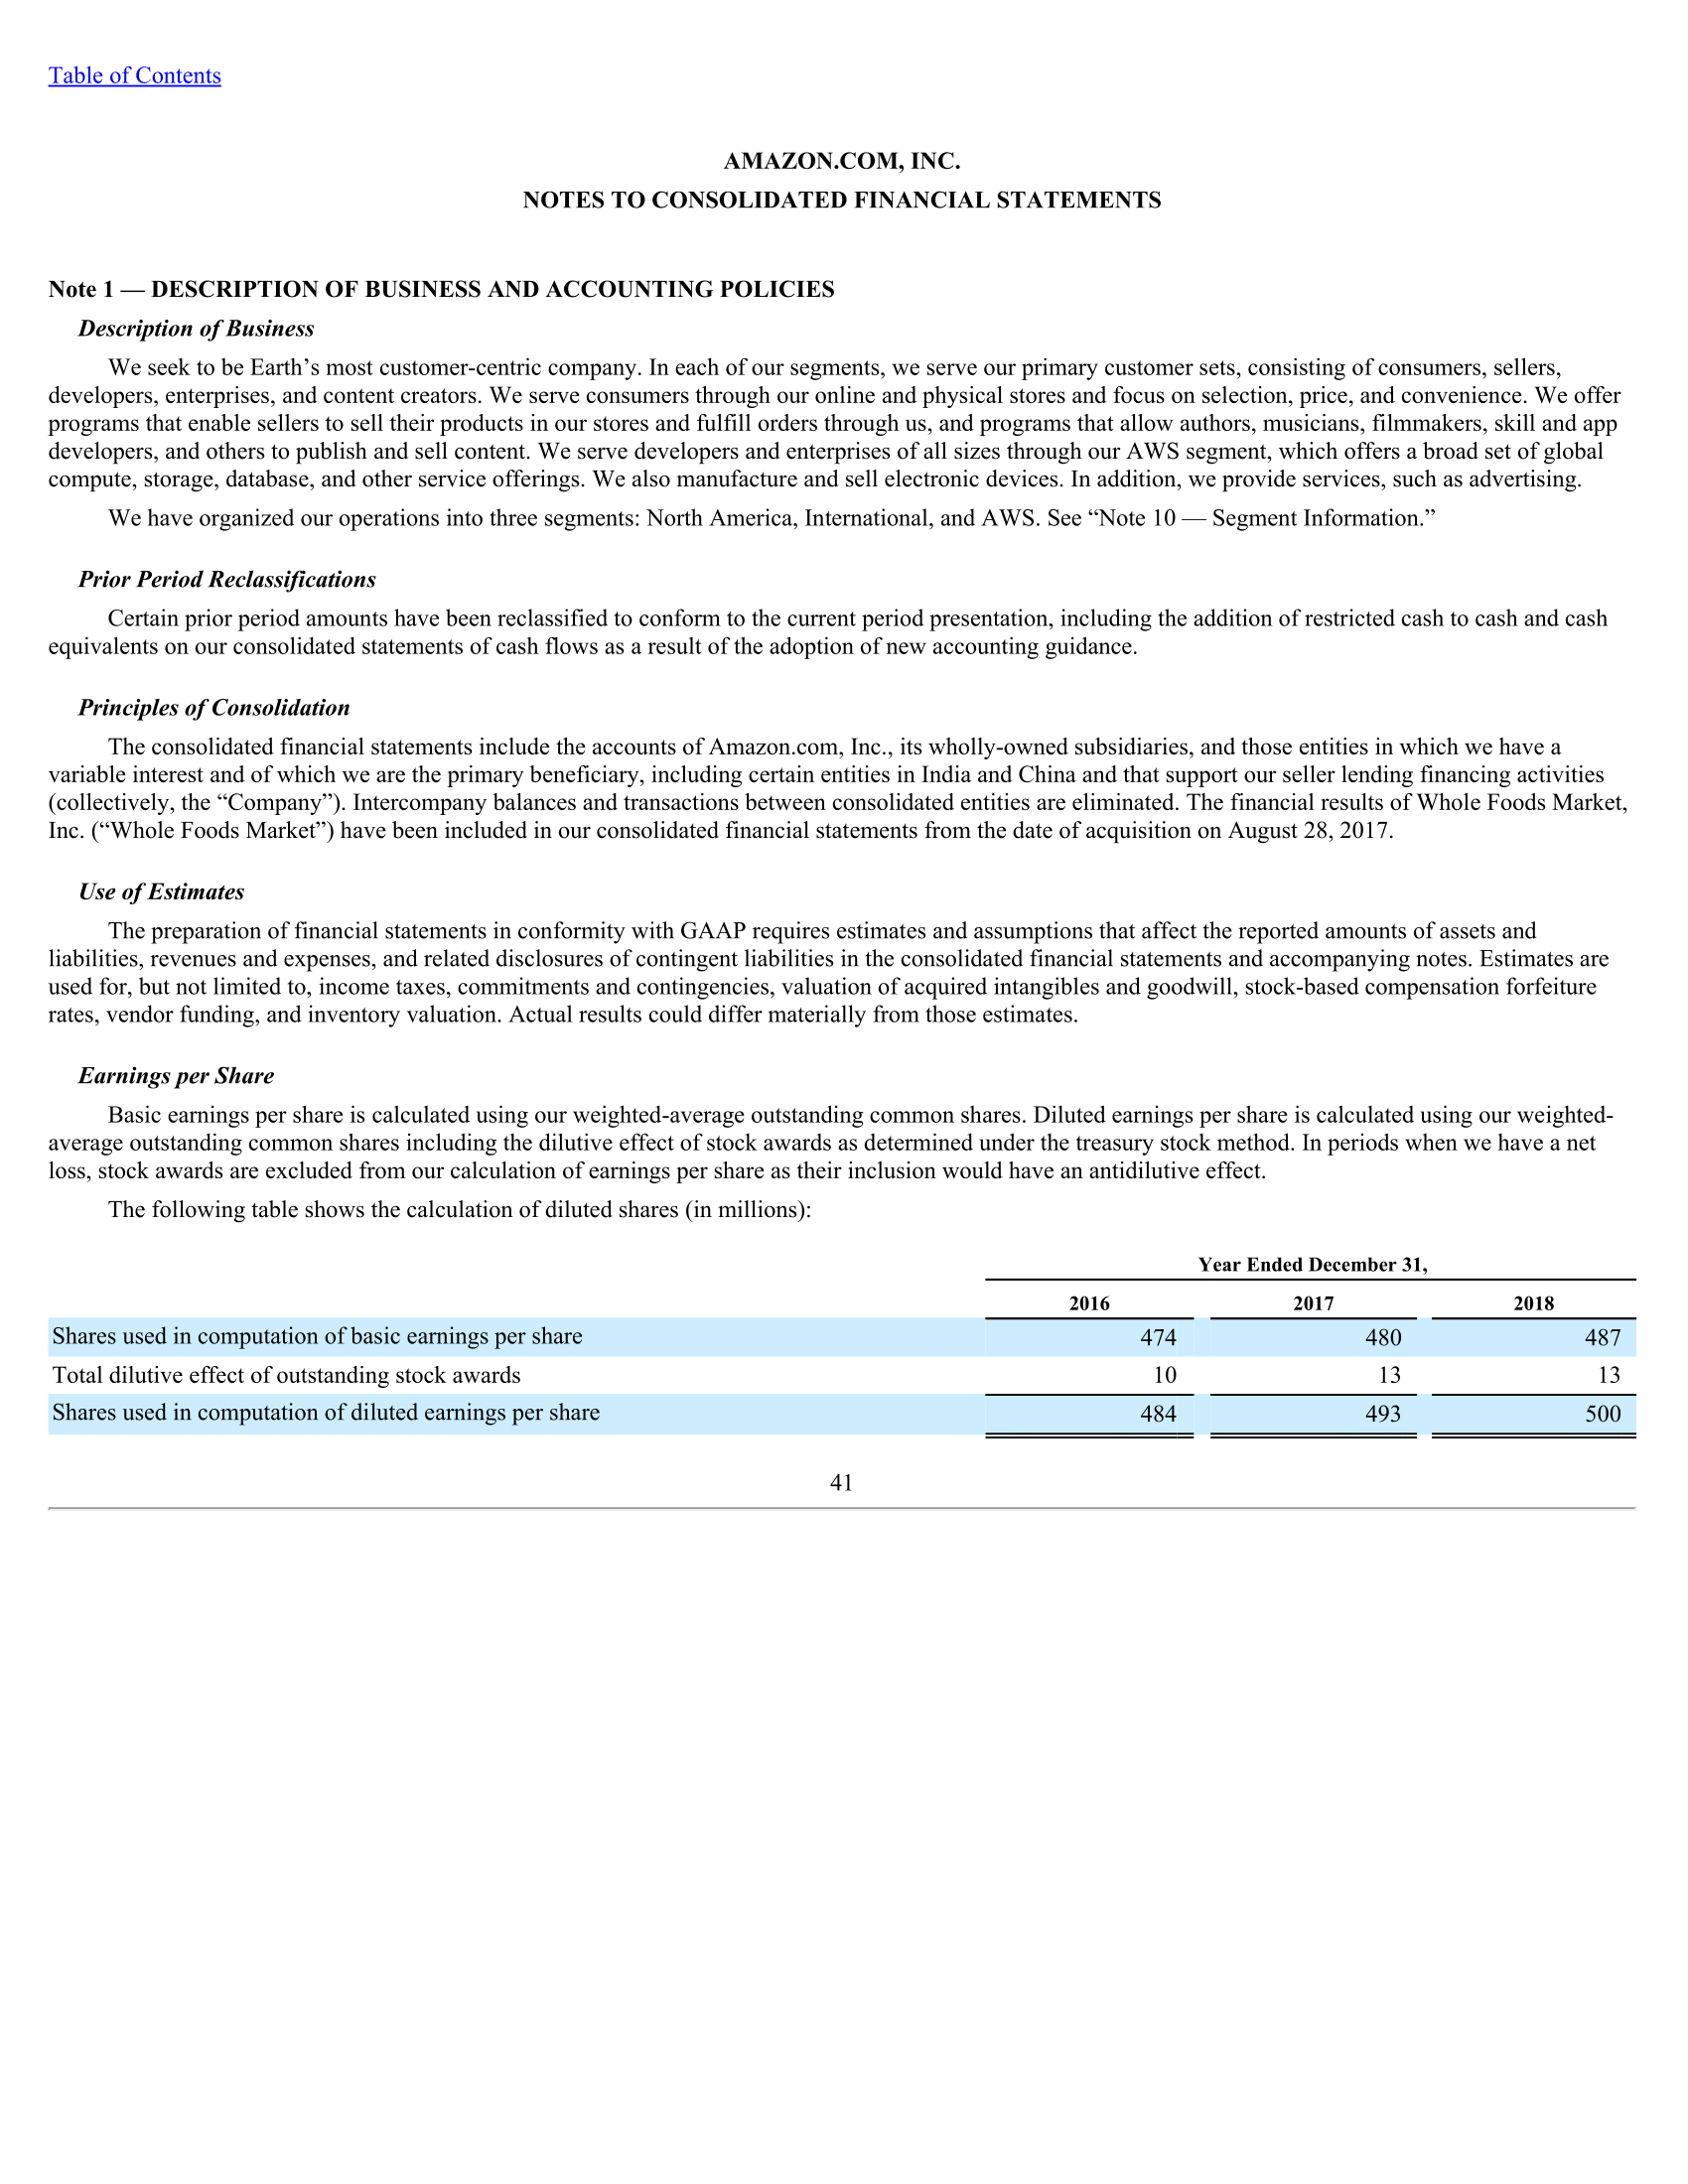 Table of Contents
AMAZON.COM, INC.
NOTES TO CONSOLIDATED FINANCIAL STATEMENTS
Note 1 — DESCRIPTION OF BUSINESS AND ACCOUNTING POLICIES
Description of Business
We seek to be Earth’s most customer-centric company. In each of our segments, we serve our primary customer sets, consisting of consumers, sellers,
developers, enterprises, and content creators. We serve consumers through our online and physical stores and focus on selection, price, and convenience. We offer
programs that enable sellers to sell their products in our stores and fulfill orders through us, and programs that allow authors, musicians, filmmakers, skill and app
developers, and others to publish and sell content. We serve developers and enterprises of all sizes through our AWS segment, which offers a broad set of global
compute, storage, database, and other service offerings. We also manufacture and sell electronic devices. In addition, we provide services, such as advertising.
We have organized our operations into three segments: North America, International, and AWS. See “Note 10 — Segment Information.”
Prior Period Reclassifications
Certain prior period amounts have been reclassified to conform to the current period presentation, including the addition of restricted cash to cash and cash
equivalents on our consolidated statements of cash flows as a result of the adoption of new accounting guidance.
Principles of Consolidation
The consolidated financial statements include the accounts of Amazon.com, Inc., its wholly-owned subsidiaries, and those entities in which we have a
variable interest and of which we are the primary beneficiary, including certain entities in India and China and that support our seller lending financing activities
(collectively, the “Company”). Intercompany balances and transactions between consolidated entities are eliminated. The financial results of Whole Foods Market,
Inc. (“Whole Foods Market”) have been included in our consolidated financial statements from the date of acquisition on August 28, 2017.
Use of Estimates
The preparation of financial statements in conformity with GAAP requires estimates and assumptions that affect the reported amounts of assets and
liabilities, revenues and expenses, and related disclosures of contingent liabilities in the consolidated financial statements and accompanying notes. Estimates are
used for, but not limited to, income taxes, commitments and contingencies, valuation of acquired intangibles and goodwill, stock-based compensation forfeiture
rates, vendor funding, and inventory valuation. Actual results could differ materially from those estimates.
Earnings per Share
Basic earnings per share is calculated using our weighted-average outstanding common shares. Diluted earnings per share is calculated using our weighted-
average outstanding common shares including the dilutive effect of stock awards as determined under the treasury stock method. In periods when we have a net
loss, stock awards are excluded from our calculation of earnings per share as their inclusion would have an antidilutive effect.
The following table shows the calculation of diluted shares (in millions):
Year Ended December 31,
2016 2017 2018
Shares used in computation of basic earnings per share 474 480 487
Total dilutive effect of outstanding stock awards 10 13 13
Shares used in computation of diluted earnings per share 484 493 500
41